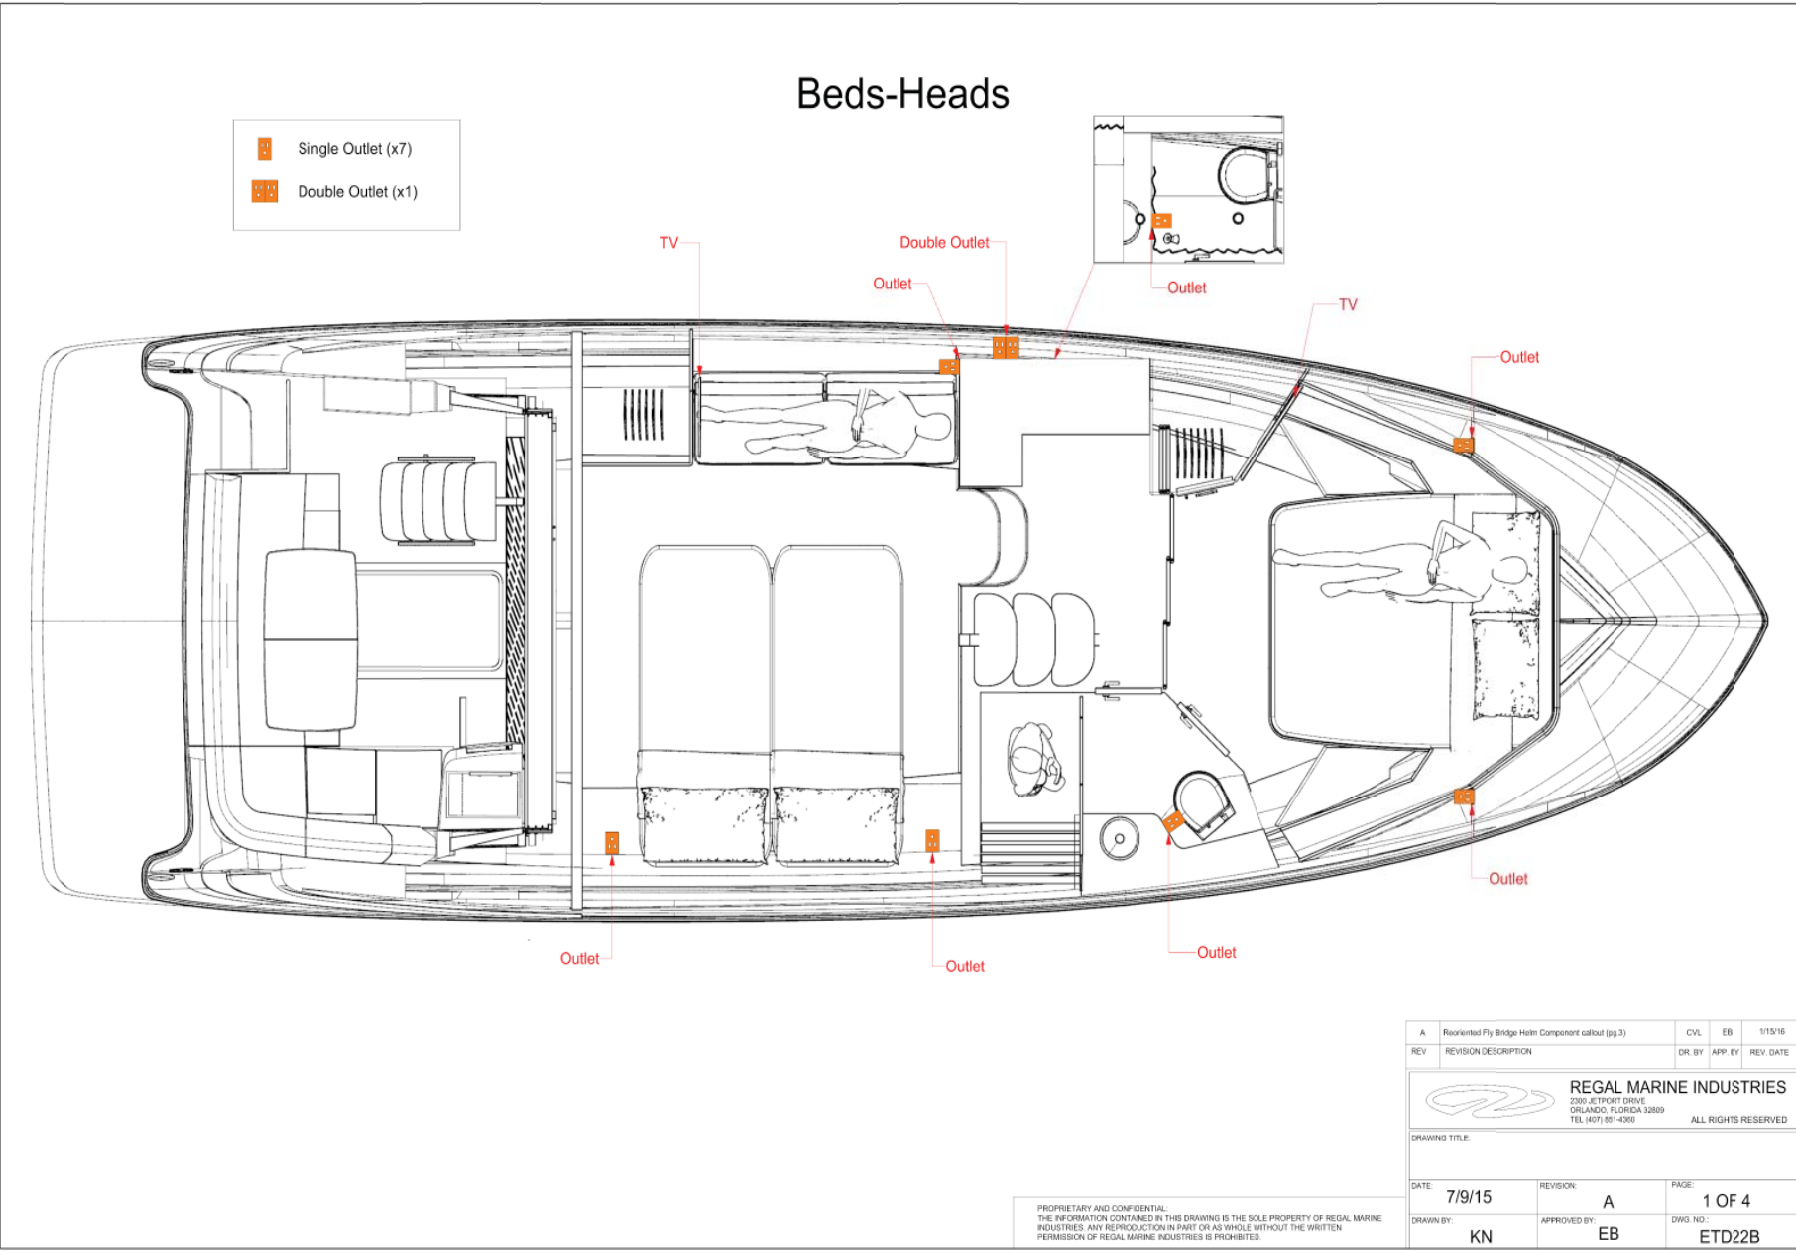 Beds-Heads
Single Outlet (x7)
Double Outlet (x1)
TV
Double Outlet
Outlet
Outlet
TV
Outlet
Outlet
Outlet
Outlet
Outlet
A Reoriented Fly Bridge Helm Component callout (pg.3) CVL EB 1/15/16
REV REVISION DESCRIPTION DR. BY APP. BY REV. DATE
REGAL MARINE INDUSTRIES
2300 JETPORT DRIVE
ORLANDO, FLORIDA 32809
TEL (407) 851-4360 ALL RIGHTS RESERVED
DRAWING TITLE:
DATE: 7/9/15 REVISION: A PAGE: 1 OF 4
DRAWN BY: KN APPROVED BY: EB DWG. NO.: ETD22B
PROPRIETARY AND CONFIDENTIAL:
THE INFORMATION CONTAINED IN THIS DRAWING IS THE SOLE PROPERTY OF REGAL MARINE
INDUSTRIES. ANY REPRODUCTION IN PART OR AS WHOLE WITHOUT THE WRITTEN
PERMISSION OF REGAL MARINE INDUSTRIES IS PROHIBITED.